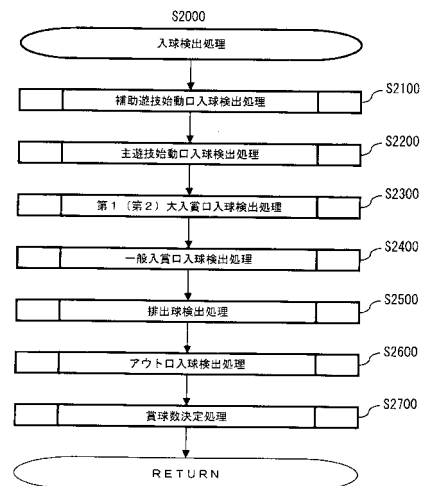 S2000
入球検出処理
補助遊技始動口入球検出処理
S2100
主遊技始動口入球検出処理
S2200
第1（第2）大入賞口入球検出処理
S2300
一般入賞口入球検出処理
S2400
排出球検出処理
S2500
アウト口入球検出処理
S2600
賞球数決定処理
S2700
RETURN